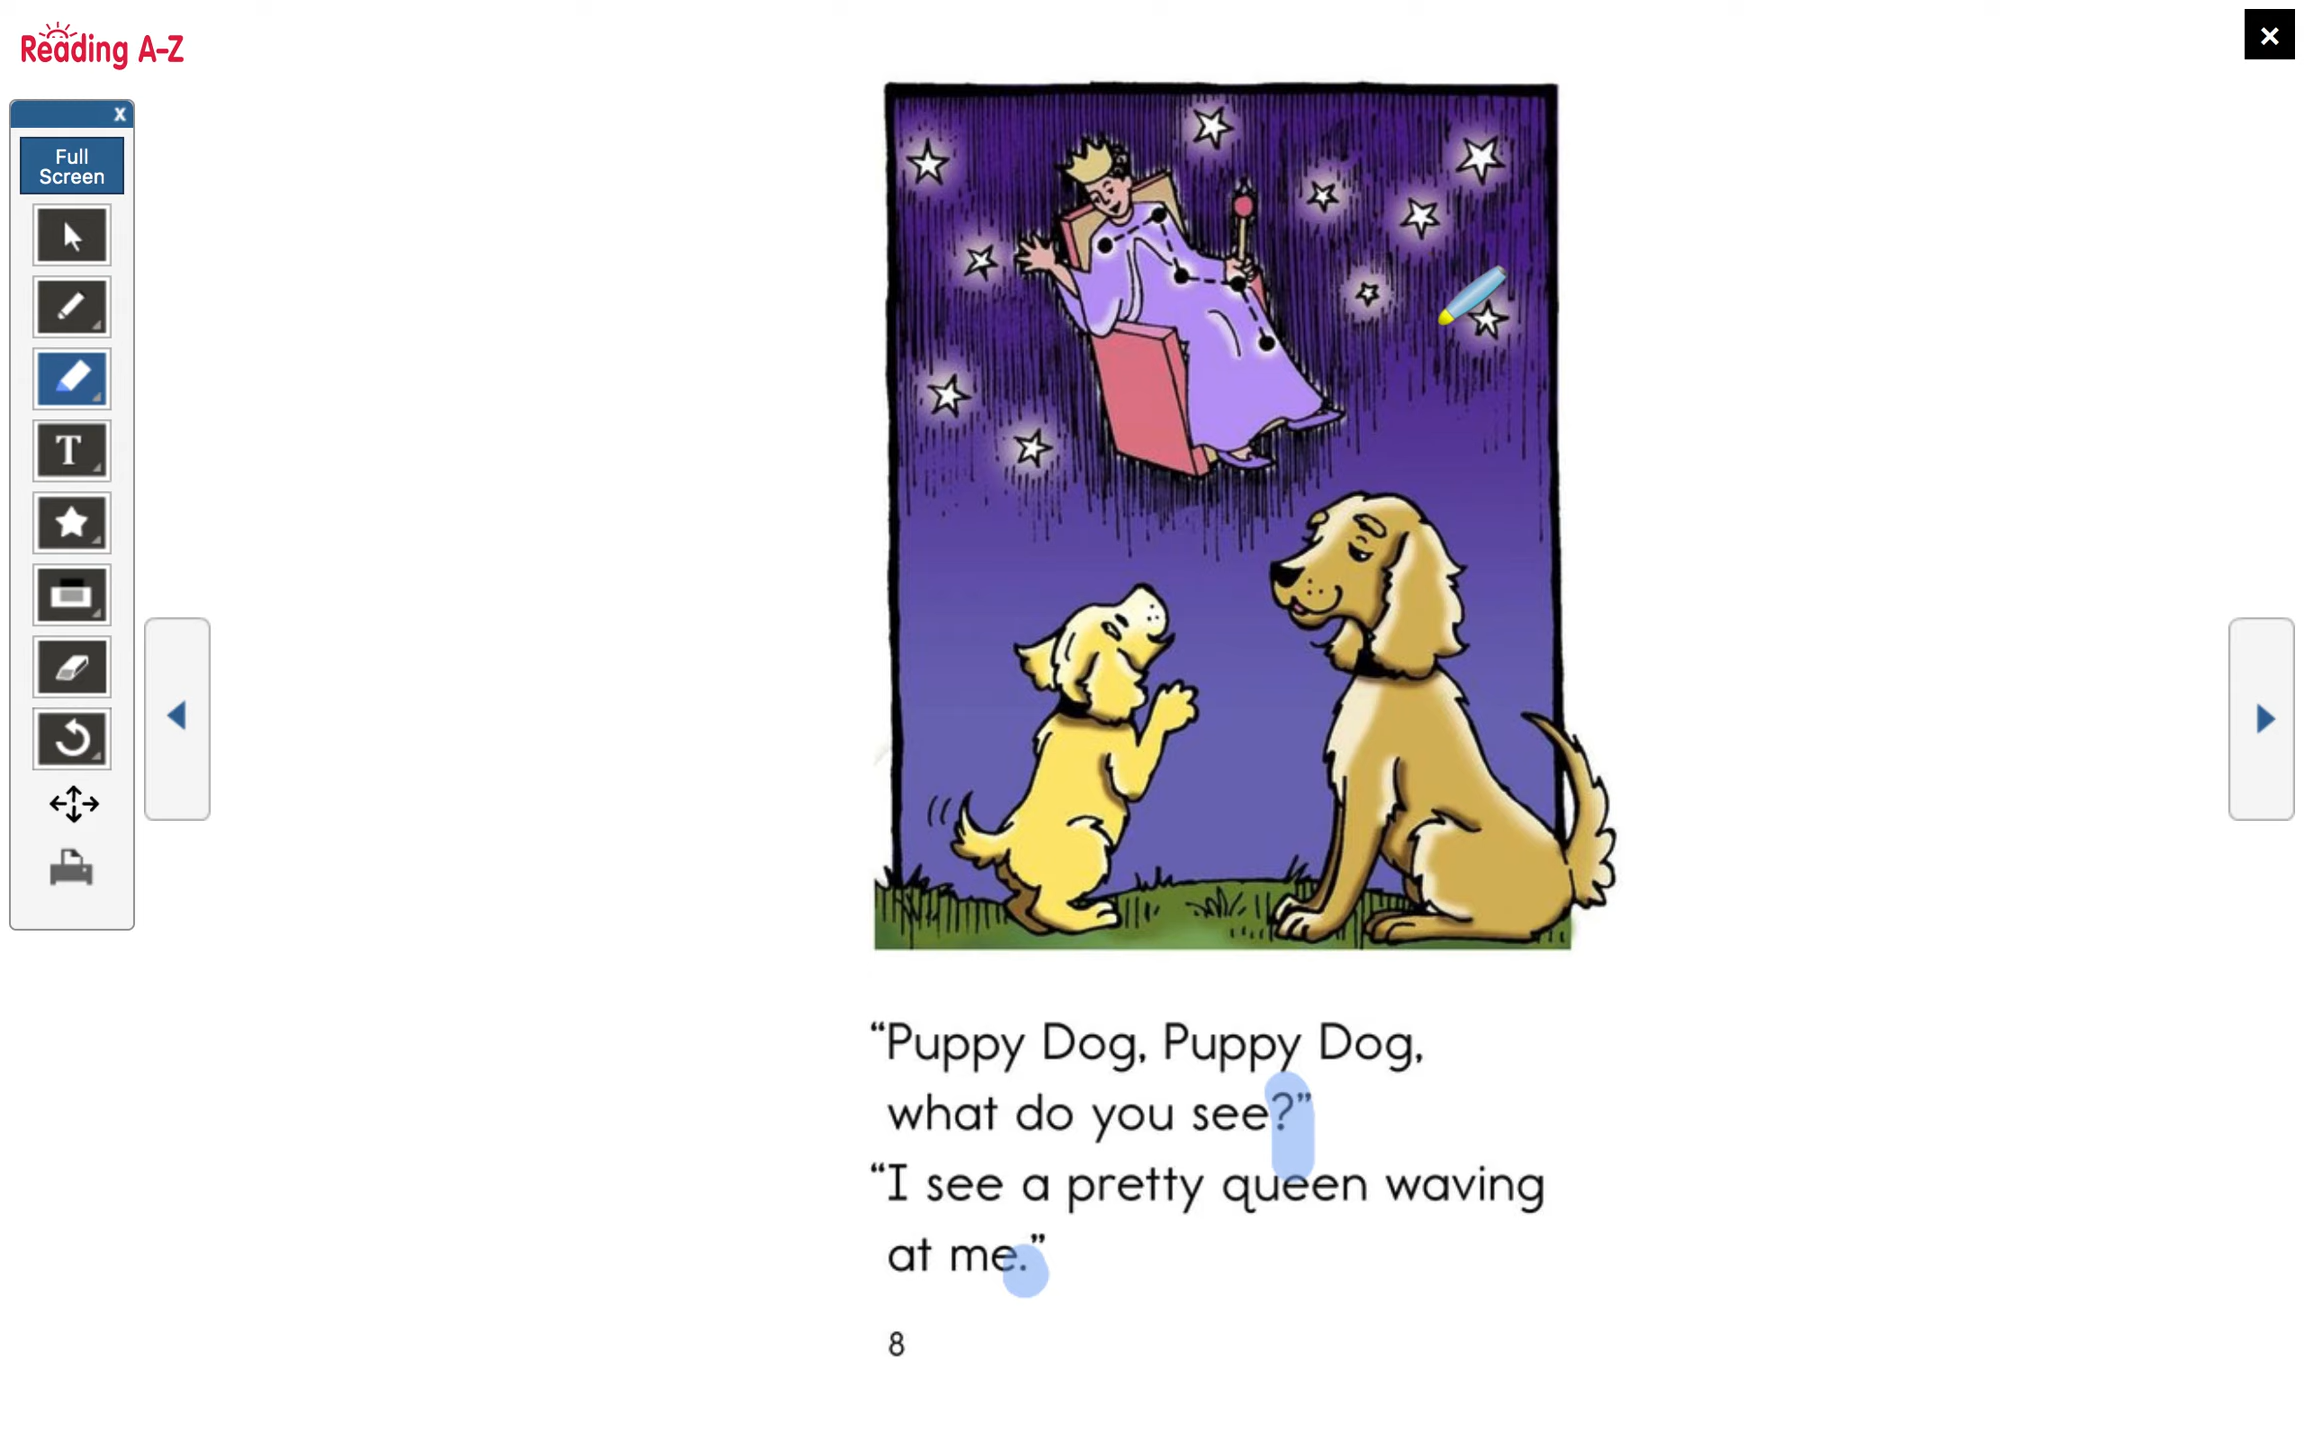 Reading A-Z
×
x
Full
Screen
T
“Puppy Dog, Puppy Dog,
what do you see?”
“I see a pretty queen waving
at me.”
8